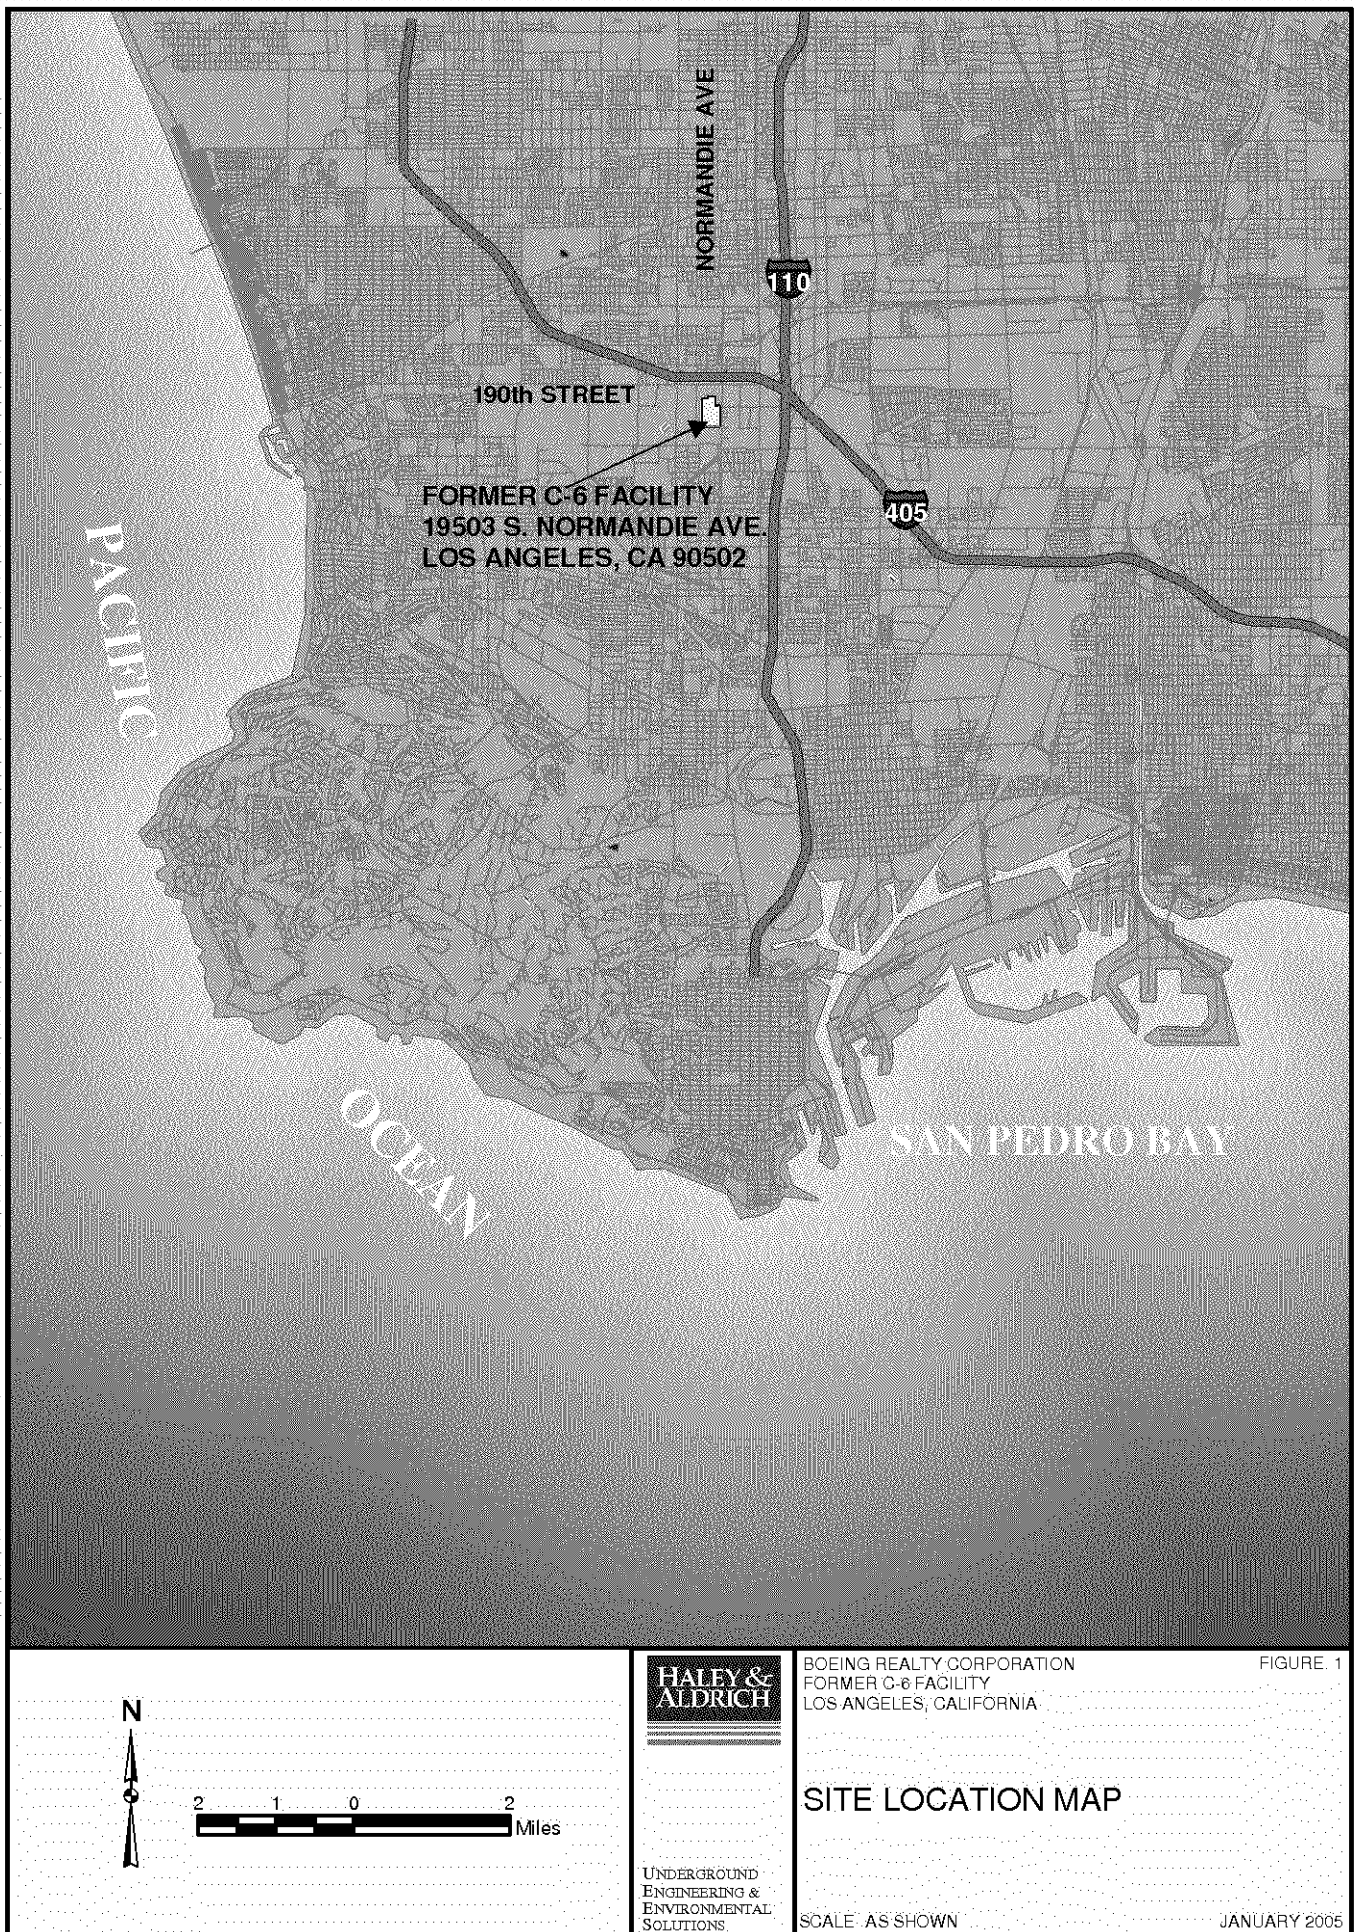 NORMANDIE AVE
110
190th STREET
FORMER C-6 FACILITY
19503 S. NORMANDIE AVE.
LOS ANGELES, CA 90502
405
PACIFIC
OCEAN
SAN PEDRO BAY
N
2 1 0 2
Miles
HALEY &
ALDRICH
UNDERGROUND
ENGINEERING &
ENVIRONMENTAL
SOLUTIONS
BOEING REALTY CORPORATION
FORMER C-6 FACILITY
LOS ANGELES, CALIFORNIA
FIGURE. 1
SITE LOCATION MAP
SCALE AS SHOWN
JANUARY 2005